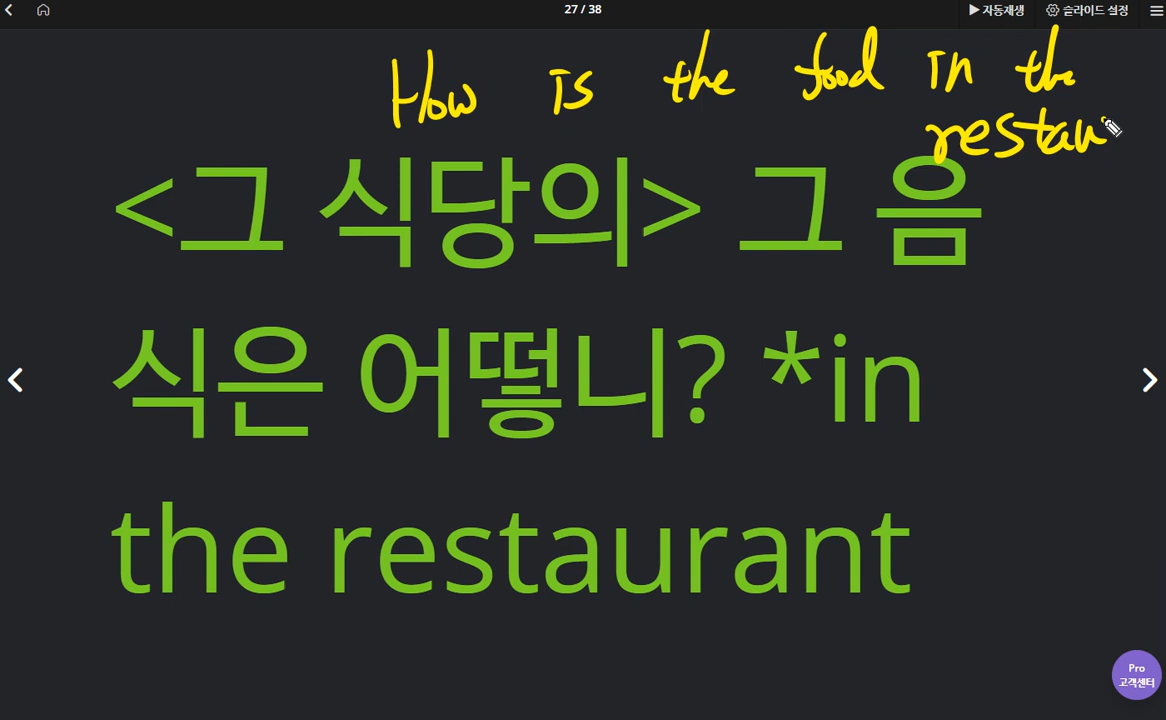 27 / 38
▶ 자동재생
슬라이드 설정
How is the food in the
restau
<그 식당의> 그 음
식은 어떻니? *in
the restaurant
Pro
고객센터